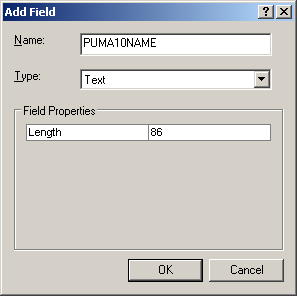 Add Field
Name: PUMA10NAME
Type: Text
Field Properties
Length 86
OK Cancel